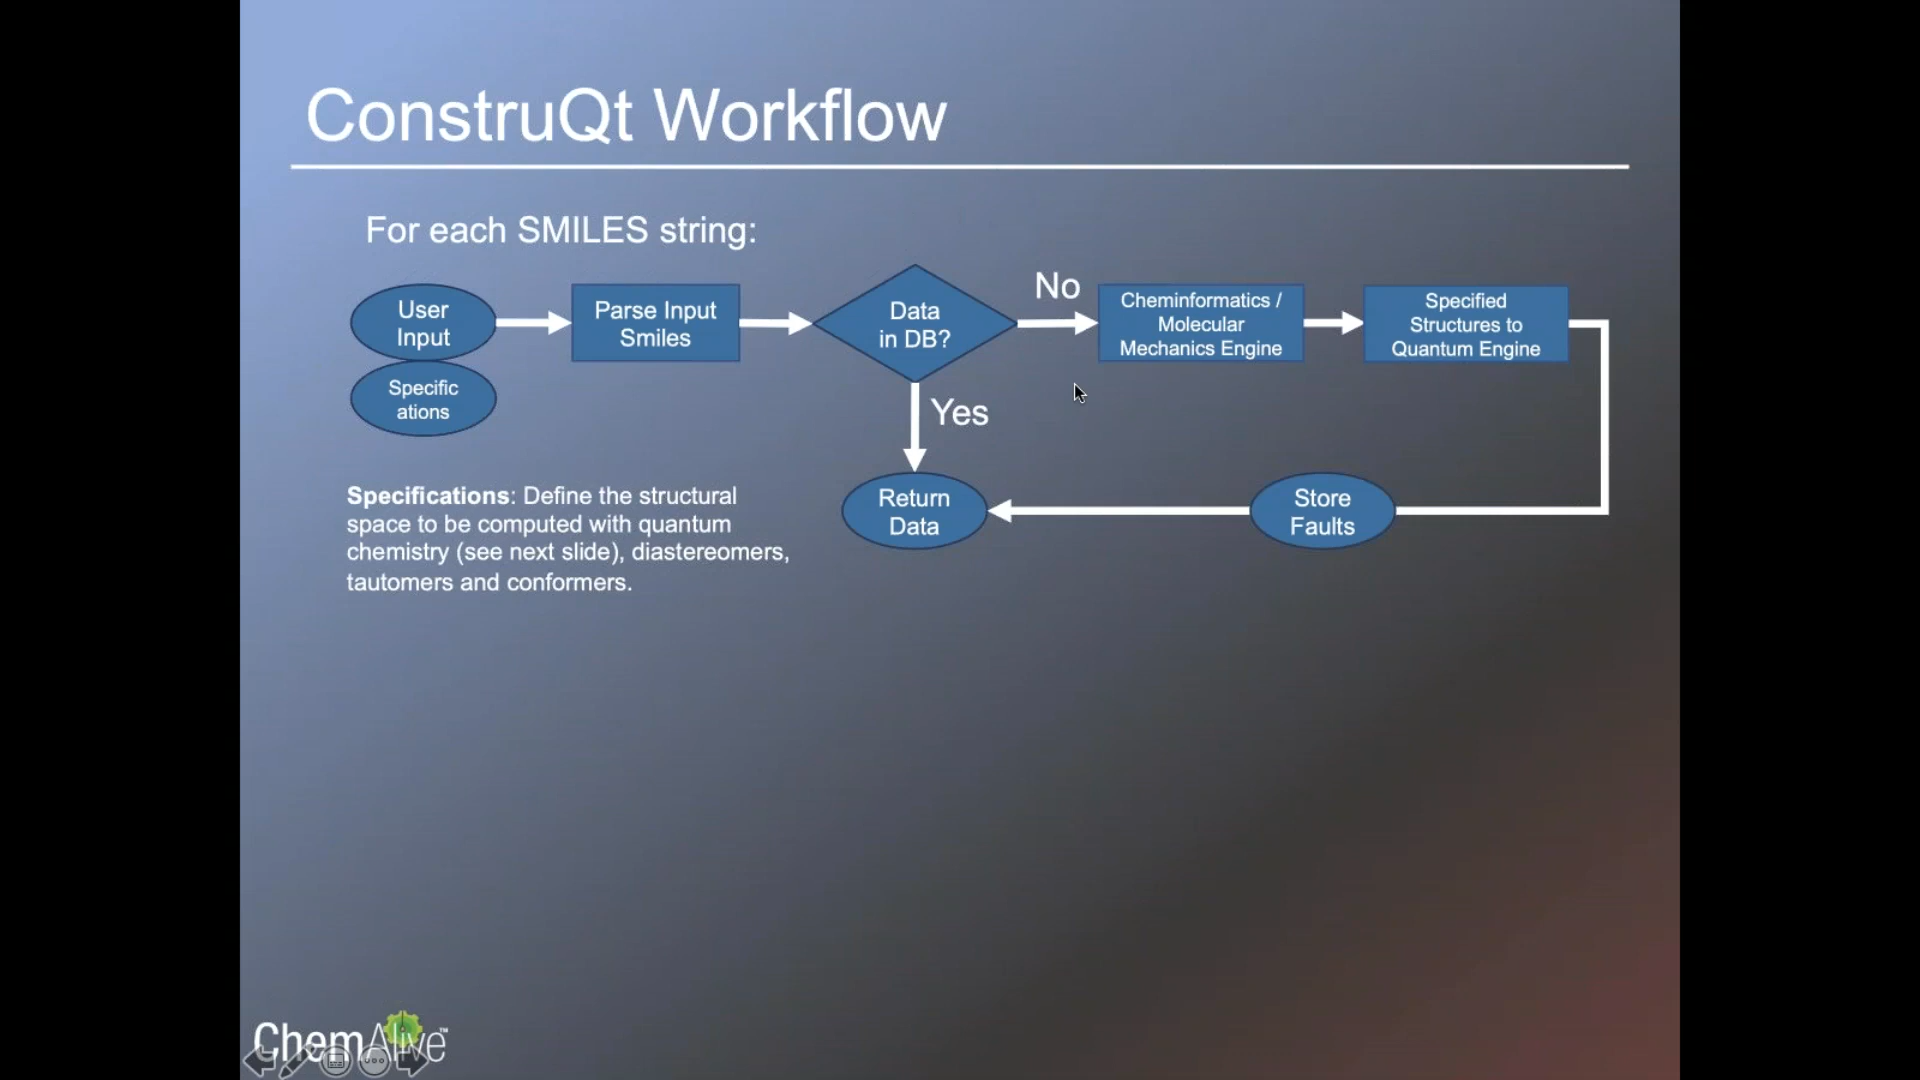 ConstruQt Workflow
For each SMILES string:
User
Input
Parse Input
Smiles
Data
in DB?
No
Cheminformatics /
Molecular
Mechanics Engine
Specified
Structures to
Quantum Engine
Specific
ations
Yes
Return
Data
Store
Faults
Specifications: Define the structural
space to be computed with quantum
chemistry (see next slide), diastereomers,
tautomers and conformers.
ChemAlive™